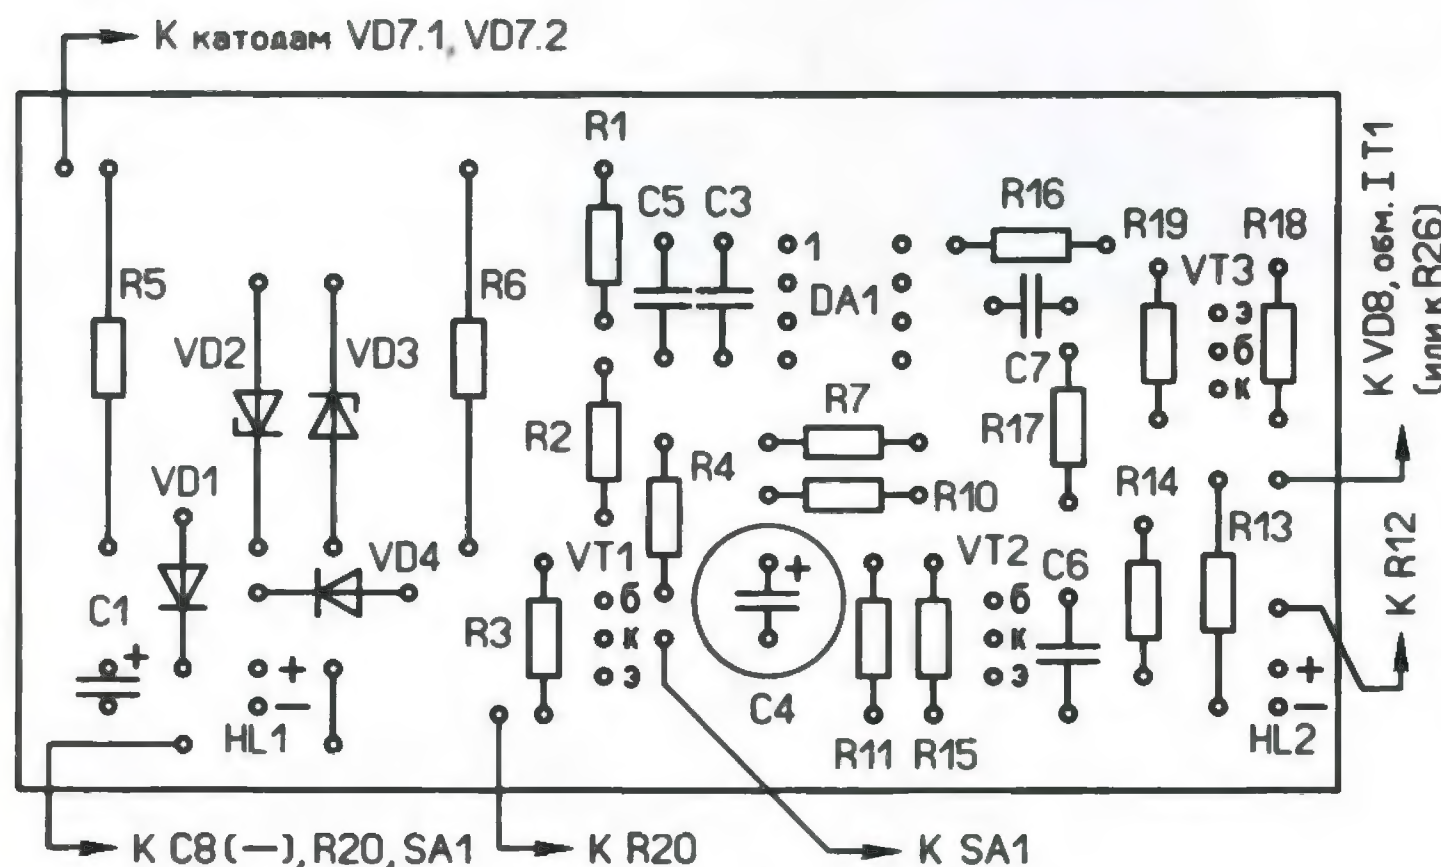 К катодам VD7.1, VD7.2
R1
C5 C3
R16
R19
R18
К VD8, обм. I T1
(или к R26)
1
VT3
R5
R6
DA1
э
VD2
VD3
б
C7
к
R7
R2
R17
VD1
R4
R14
R10
R13
VD4
VT1
+
VT2
C6
К R12
C1
б
б
R3
к
к
+
+
э
э
+
−
C4
−
HL1
R11
R15
HL2
К C8 (−), R20, SA1
К R20
К SA1